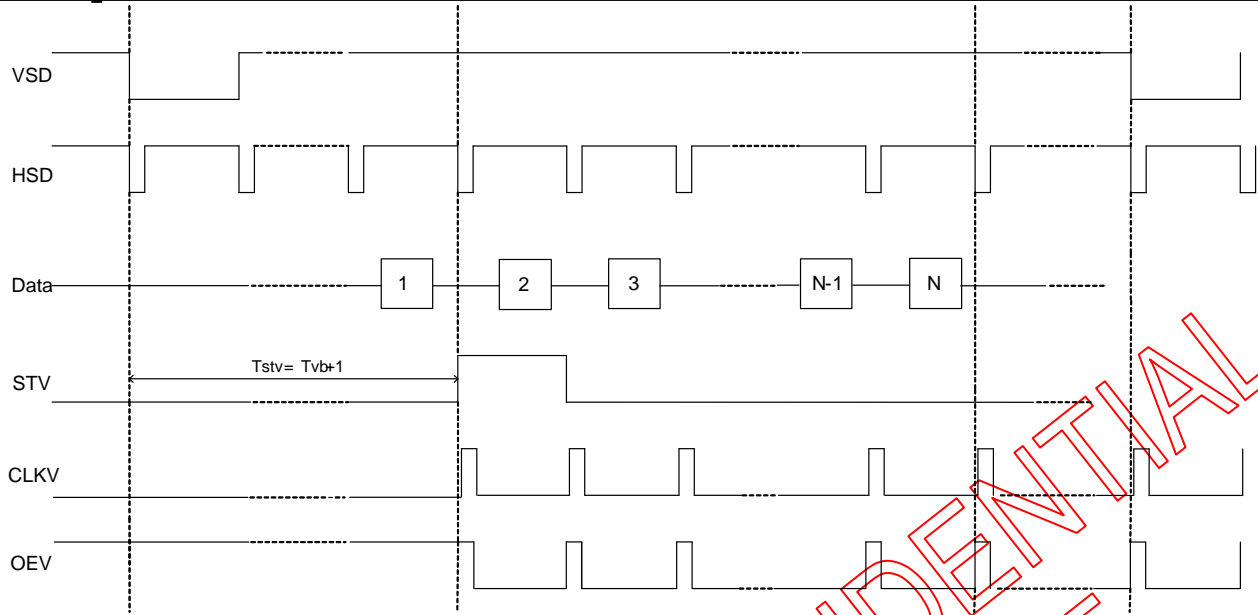 VSD
HSD
Data
1
2
3
N-1
N
Tstv= Tvb+1
STV
CLKV
OEV